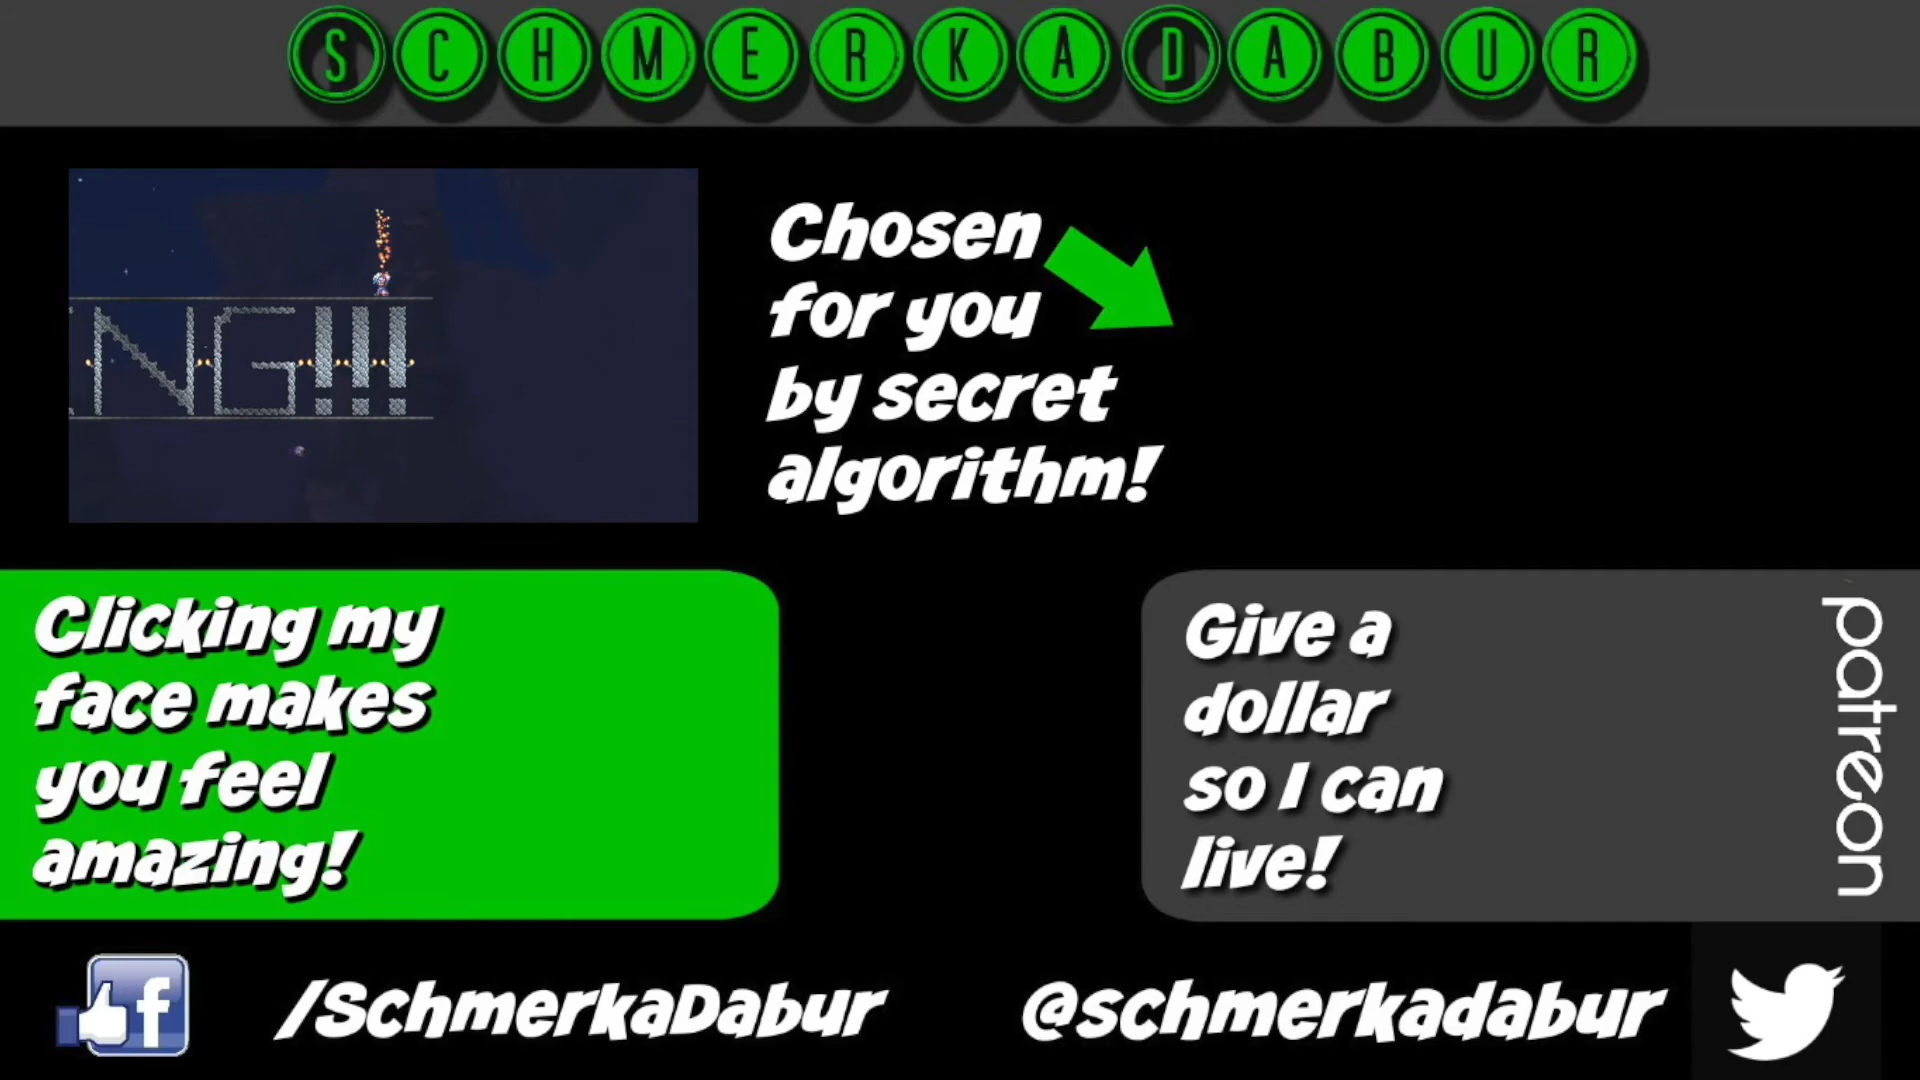 SCHMERKADABUR
NG!!!
Chosen
for you
by secret
algorithm!
Clicking my
face makes
you feel
amazing!
Give a
dollar
so I can
live!
patreon
f
/SchmerkaDabur
@schmerkadabur